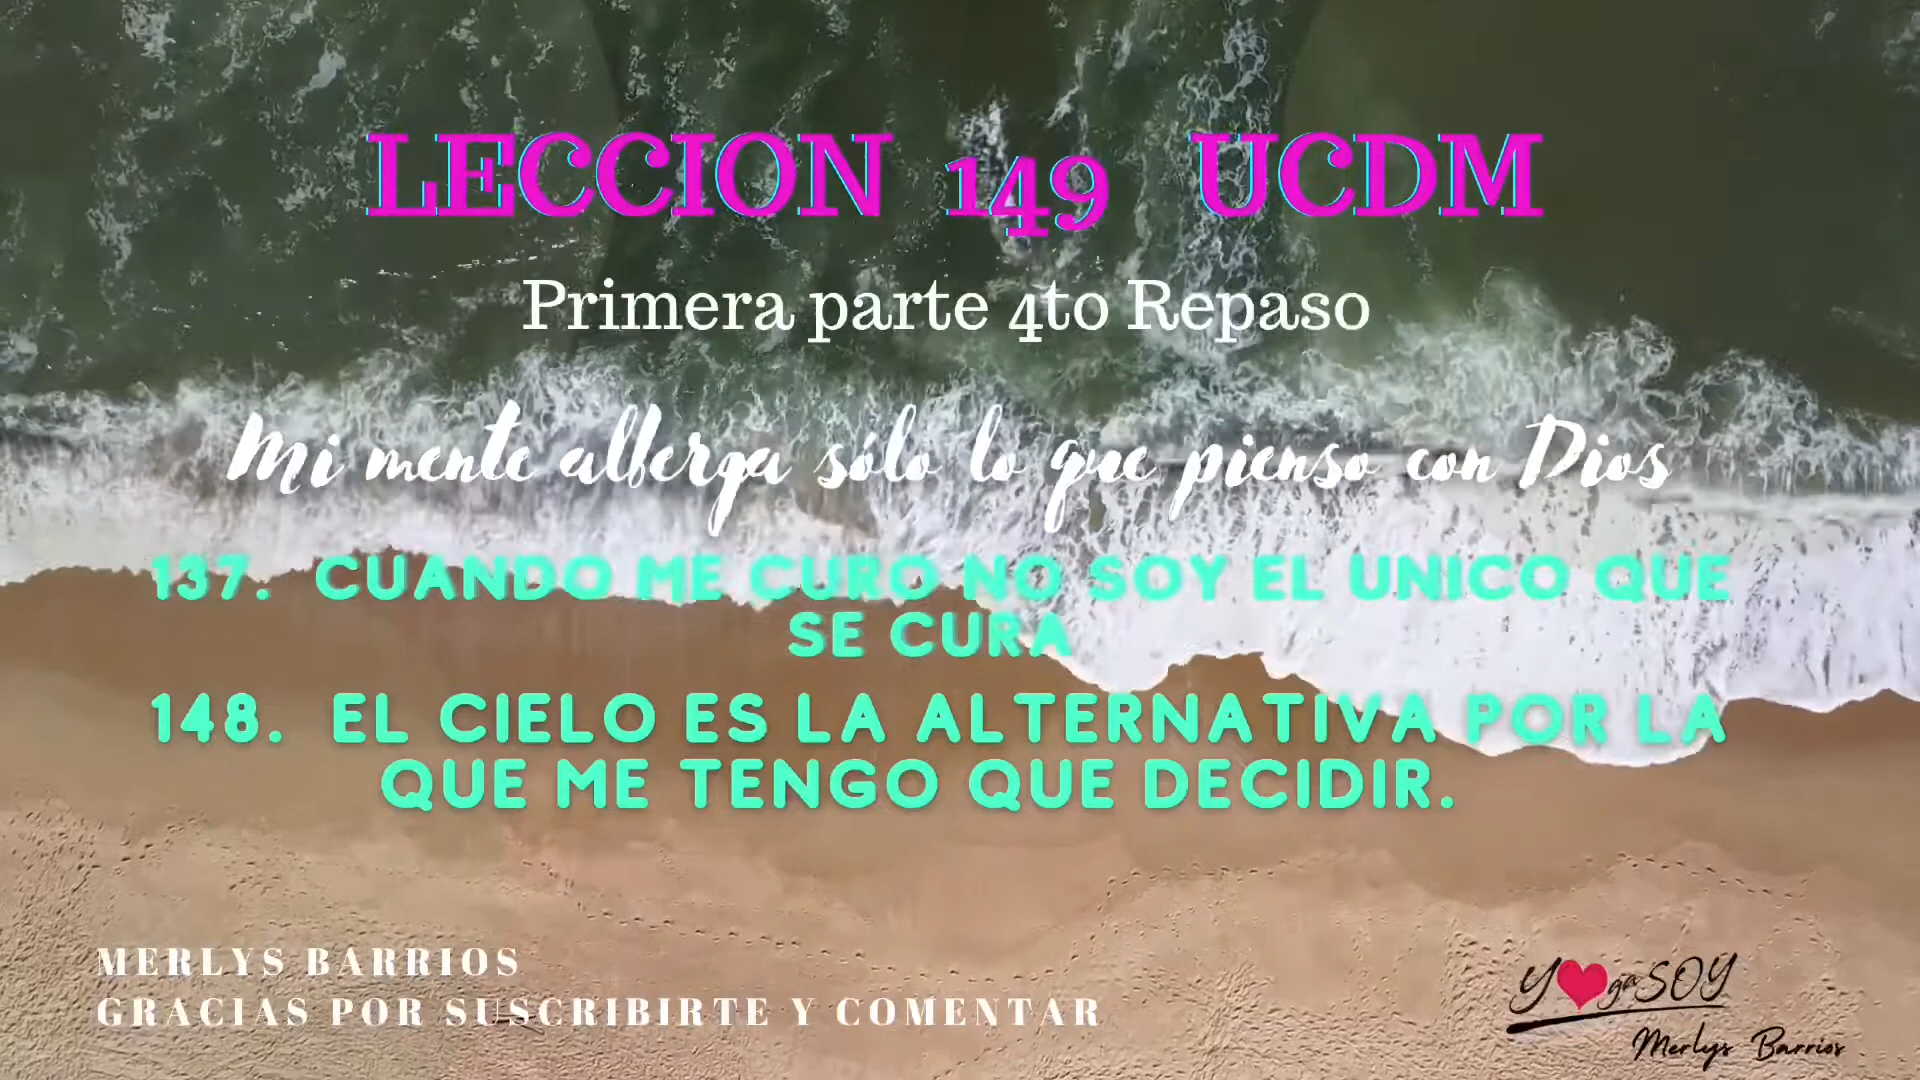 LECCION 149 UCDM
Primera parte 4to Repaso
Mi mente alberga sólo lo que pienso con Dios
137. CUANDO ME CURO NO SOY EL UNICO QUE
SE CURA
148. EL CIELO ES LA ALTERNATIVA POR LA
QUE ME TENGO QUE DECIDIR.
MERLYS BARRIOS
GRACIAS POR SUSCRIBIRTE Y COMENTAR
Y❤gaSOY
Merlys Barrios